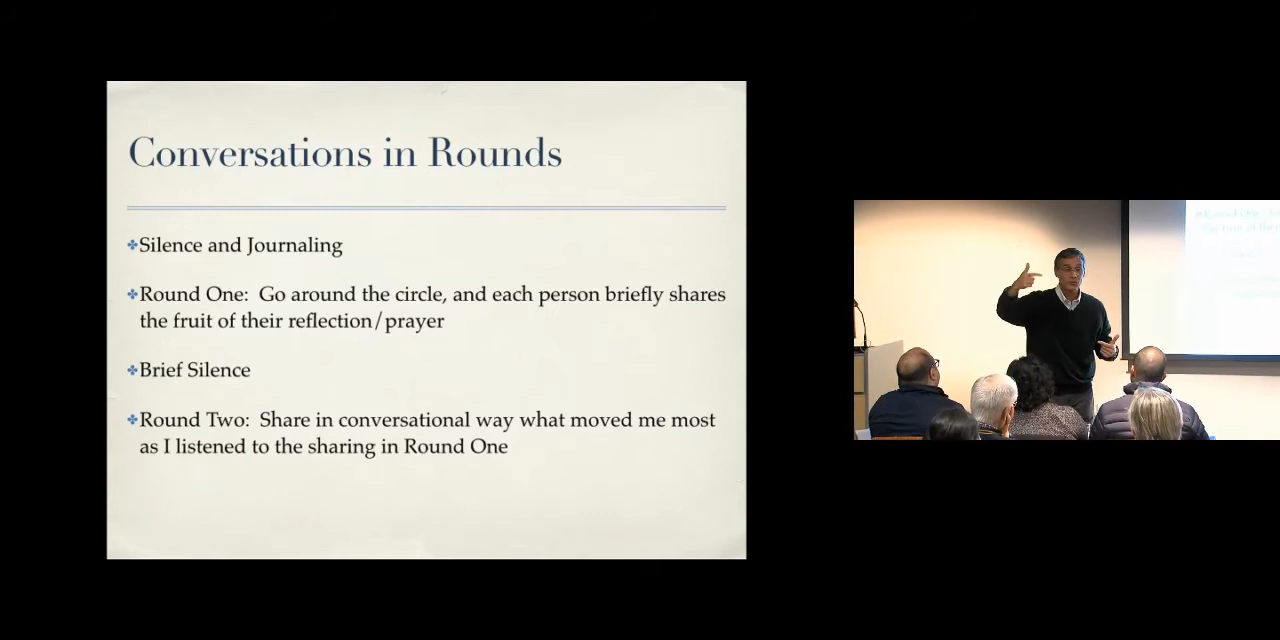 Conversations in Rounds
Silence and Journaling
Round One: Go around the circle, and each person briefly shares
the fruit of their reflection/prayer
Brief Silence
Round Two: Share in conversational way what moved me most
as I listened to the sharing in Round One